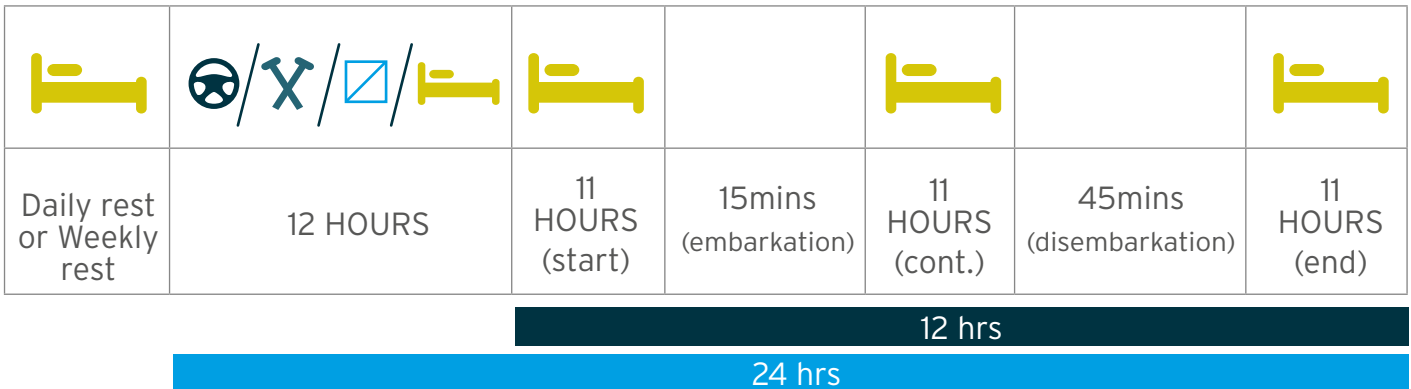 Daily rest
or Weekly
rest
12 HOURS
11
HOURS
(start)
15mins
(embarkation)
11
HOURS
(cont.)
45mins
(disembarkation)
11
HOURS
(end)
12 hrs
24 hrs